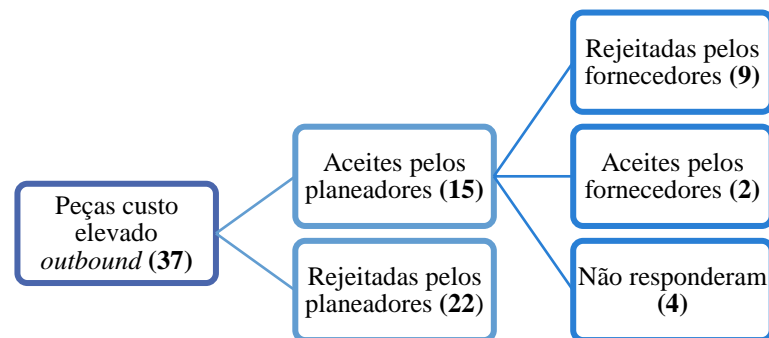 Peças custo
elevado
outbound (37)
Aceites pelos
planeadores (15)
Rejeitadas pelos
planeadores (22)
Rejeitadas pelos
fornecedores (9)
Aceites pelos
fornecedores (2)
Não responderam
(4)